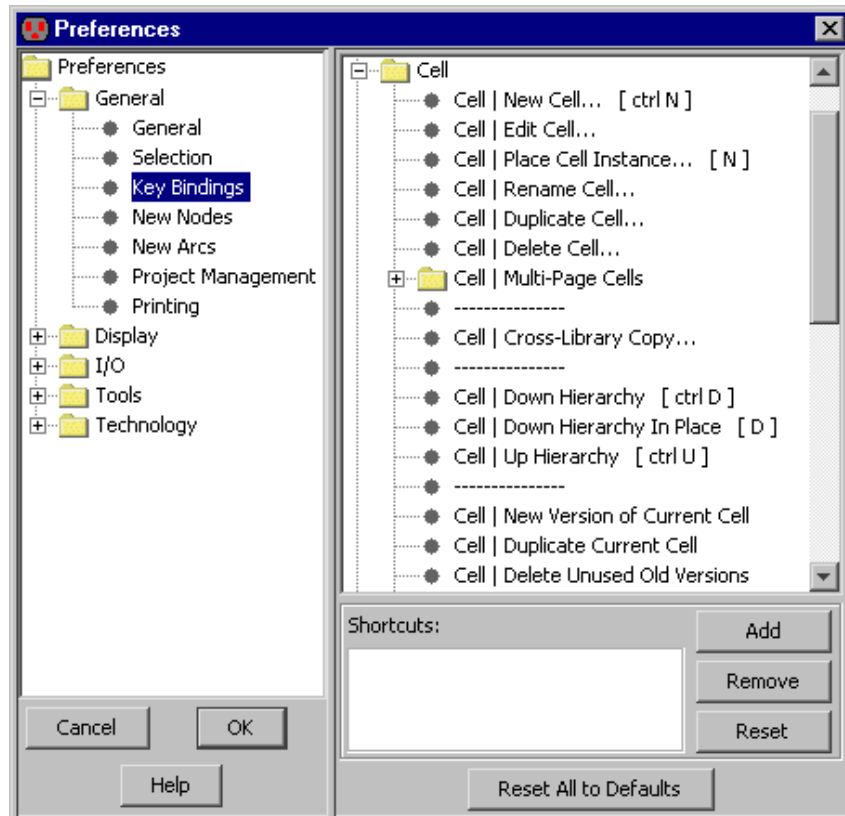 Preferences
Preferences
General
General
Selection
Key Bindings
New Nodes
New Arcs
Project Management
Printing
Display
I/O
Tools
Technology
Cancel
OK
Help
Cell
Cell | New Cell... [ ctrl N ]
Cell | Edit Cell...
Cell | Place Cell Instance... [ N ]
Cell | Rename Cell...
Cell | Duplicate Cell...
Cell | Delete Cell...
Cell | Multi-Page Cells
---------------
Cell | Cross-Library Copy...
---------------
Cell | Down Hierarchy [ ctrl D ]
Cell | Down Hierarchy In Place [ D ]
Cell | Up Hierarchy [ ctrl U ]
---------------
Cell | New Version of Current Cell
Cell | Duplicate Current Cell
Cell | Delete Unused Old Versions
Shortcuts:
Add
Remove
Reset
Reset All to Defaults